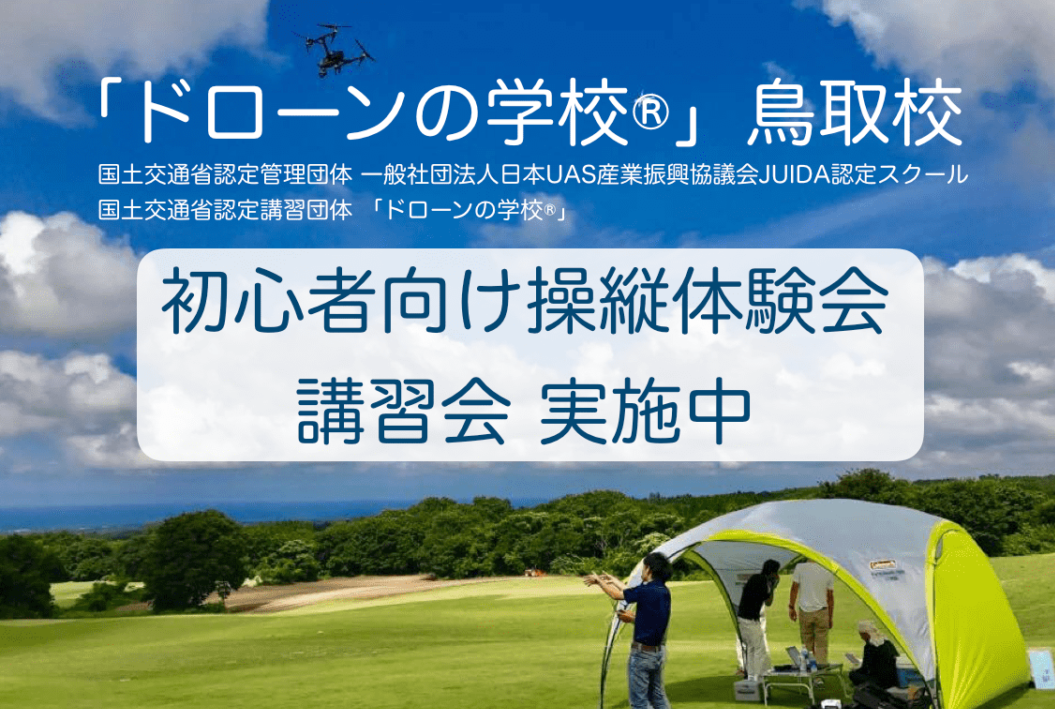 「ドローンの学校®」 鳥取校
国土交通省認定管理団体 一般社団法人日本UAS産業振興協議会JUIDA認定スクール
国土交通省認定講習団体 「ドローンの学校®」
初心者向け操縦体験会
講習会 実施中
Coleman